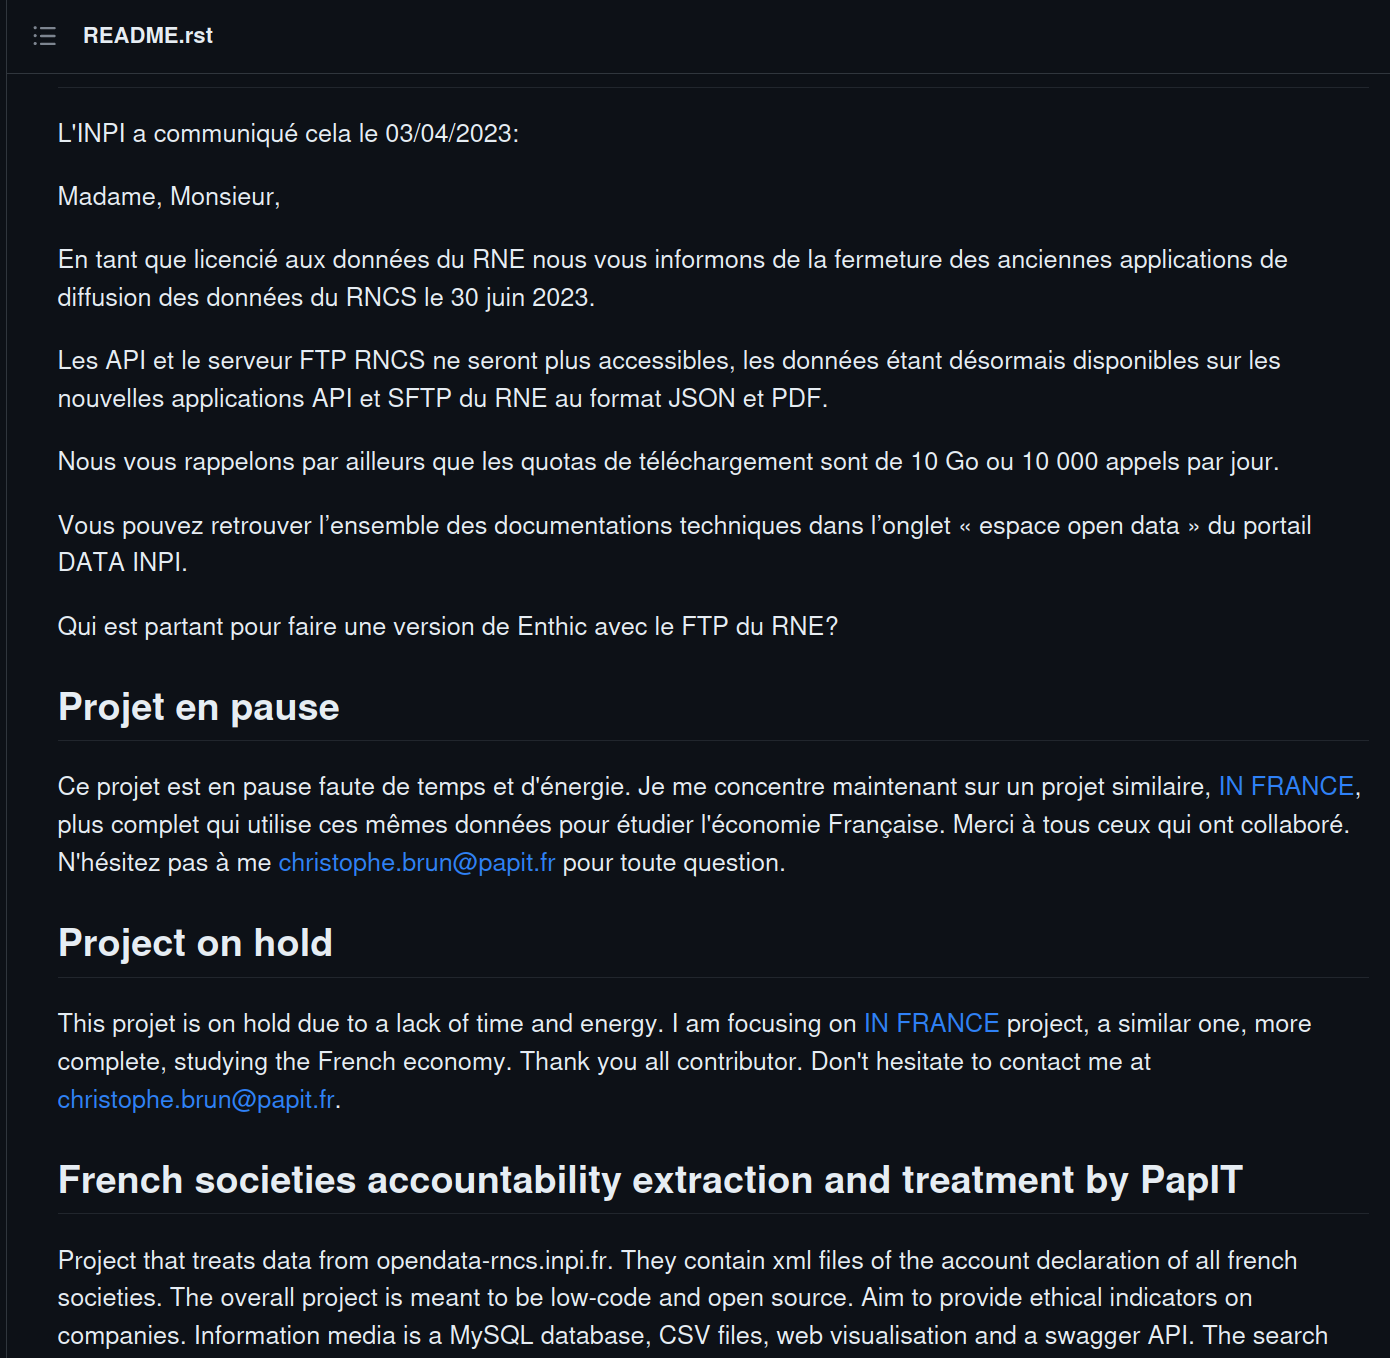 README.rst
L'INPI a communiqué cela le 03/04/2023:
Madame, Monsieur,
En tant que licencié aux données du RNE nous vous informons de la fermeture des anciennes applications de
diffusion des données du RNCS le 30 juin 2023.
Les API et le serveur FTP RNCS ne seront plus accessibles, les données étant désormais disponibles sur les
nouvelles applications API et SFTP du RNE au format JSON et PDF.
Nous vous rappelons par ailleurs que les quotas de téléchargement sont de 10 Go ou 10 000 appels par jour.
Vous pouvez retrouver l’ensemble des documentations techniques dans l’onglet « espace open data » du portail
DATA INPI.
Qui est partant pour faire une version de Enthic avec le FTP du RNE?
Projet en pause
Ce projet est en pause faute de temps et d'énergie. Je me concentre maintenant sur un projet similaire, IN FRANCE,
plus complet qui utilise ces mêmes données pour étudier l'économie Française. Merci à tous ceux qui ont collaboré.
N'hésitez pas à me christophe.brun@papit.fr pour toute question.
Project on hold
This projet is on hold due to a lack of time and energy. I am focusing on IN FRANCE project, a similar one, more
complete, studying the French economy. Thank you all contributor. Don't hesitate to contact me at
christophe.brun@papit.fr.
French societies accountability extraction and treatment by PapIT
Project that treats data from opendata-rncs.inpi.fr. They contain xml files of the account declaration of all french
societies. The overall project is meant to be low-code and open source. Aim to provide ethical indicators on
companies. Information media is a MySQL database, CSV files, web visualisation and a swagger API. The search